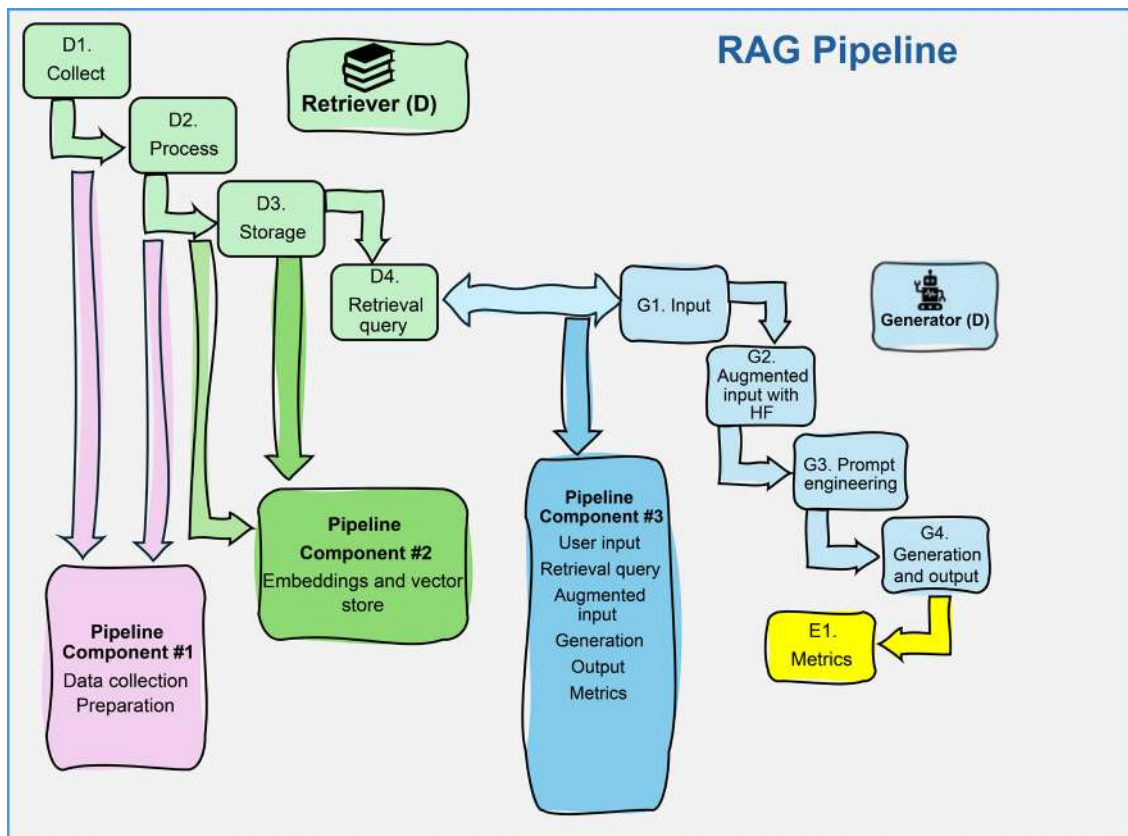 RAG Pipeline
D1.
Collect
Retriever (D)
D2.
Process
D3.
Storage
D4.
Retrieval
query
G1. Input
Generator (D)
G2.
Augmented
input with
HF
G3. Prompt
engineering
G4.
Generation
and output
E1.
Metrics
Pipeline
Component #1
Data collection
Preparation
Pipeline
Component #2
Embeddings and vector
store
Pipeline
Component #3
User input
Retrieval query
Augmented
input
Generation
Output
Metrics